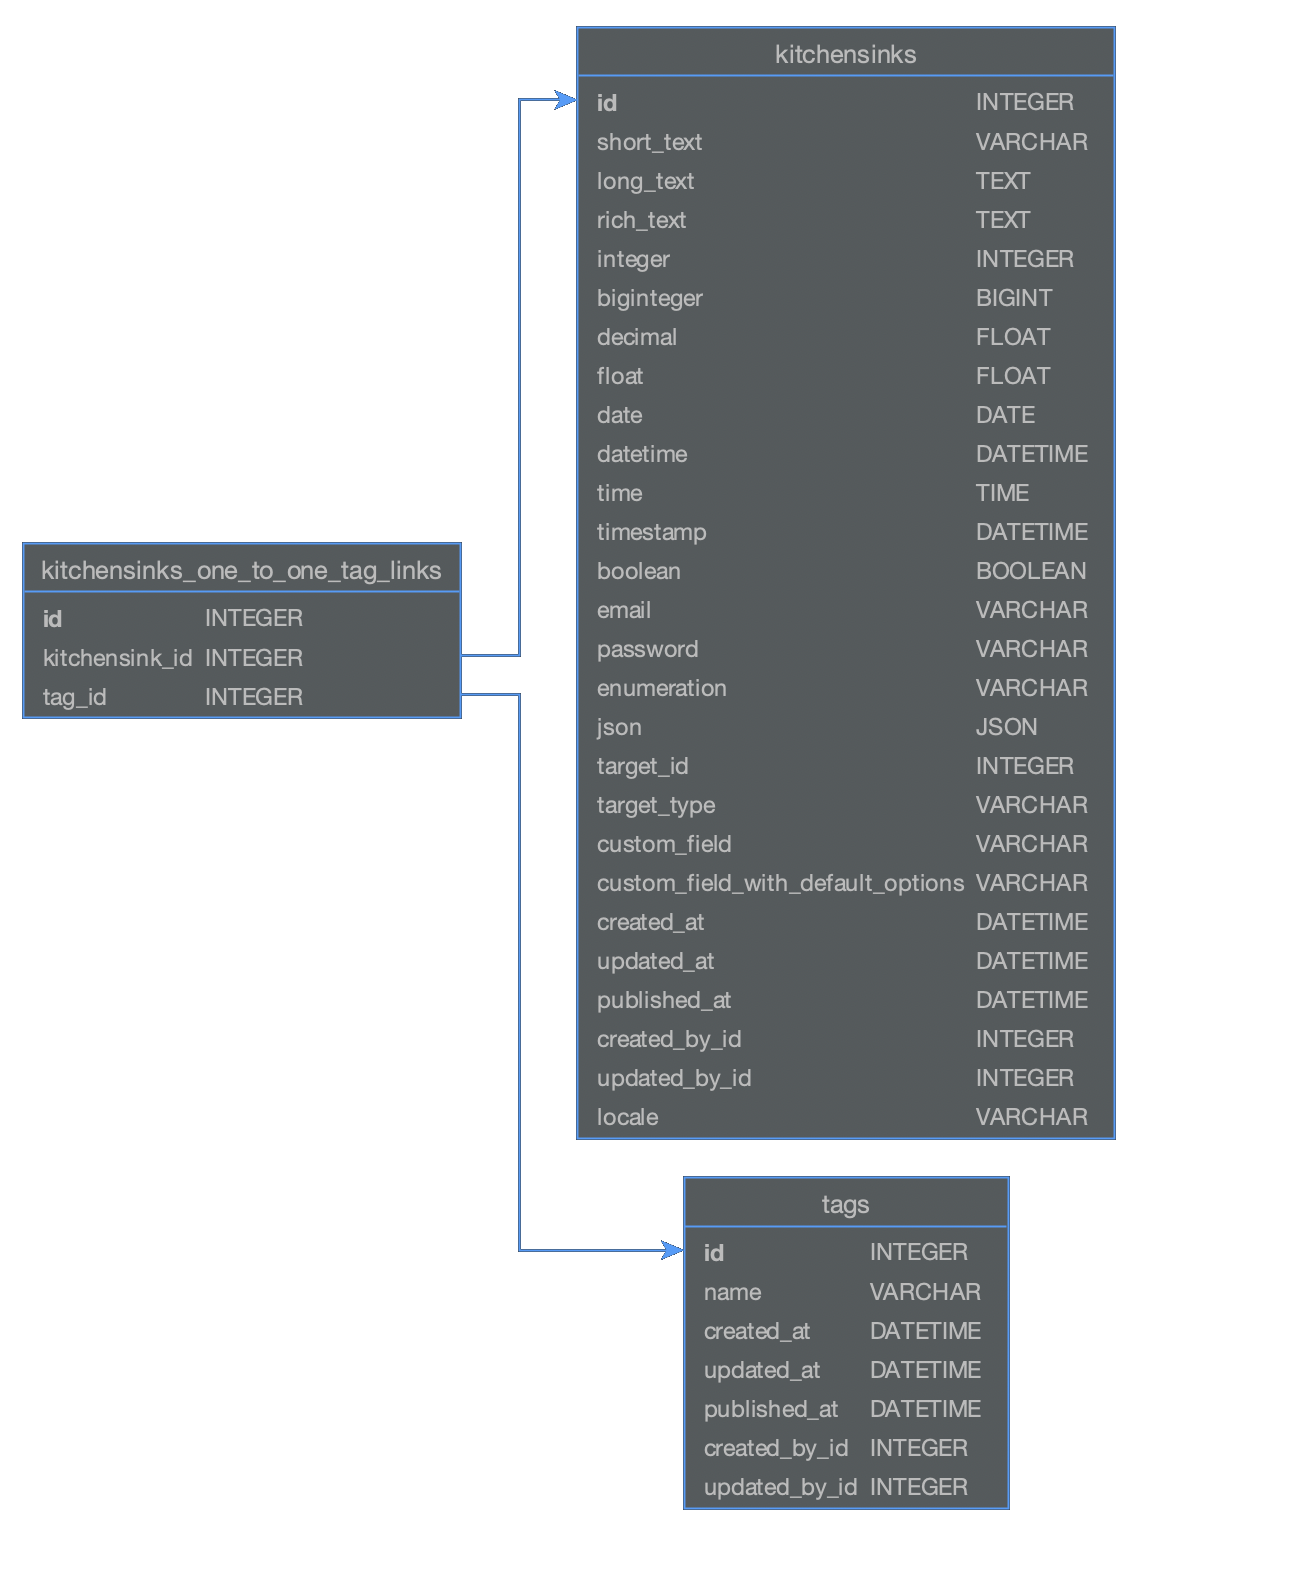 kitchensinks
id INTEGER
short_text VARCHAR
long_text TEXT
rich_text TEXT
integer INTEGER
biginteger BIGINT
decimal FLOAT
float FLOAT
date DATE
datetime DATETIME
time TIME
timestamp DATETIME
boolean BOOLEAN
email VARCHAR
password VARCHAR
enumeration VARCHAR
json JSON
target_id INTEGER
target_type VARCHAR
custom_field VARCHAR
custom_field_with_default_options VARCHAR
created_at DATETIME
updated_at DATETIME
published_at DATETIME
created_by_id INTEGER
updated_by_id INTEGER
locale VARCHAR
kitchensinks_one_to_one_tag_links
id INTEGER
kitchensink_id INTEGER
tag_id INTEGER
tags
id INTEGER
name VARCHAR
created_at DATETIME
updated_at DATETIME
published_at DATETIME
created_by_id INTEGER
updated_by_id INTEGER